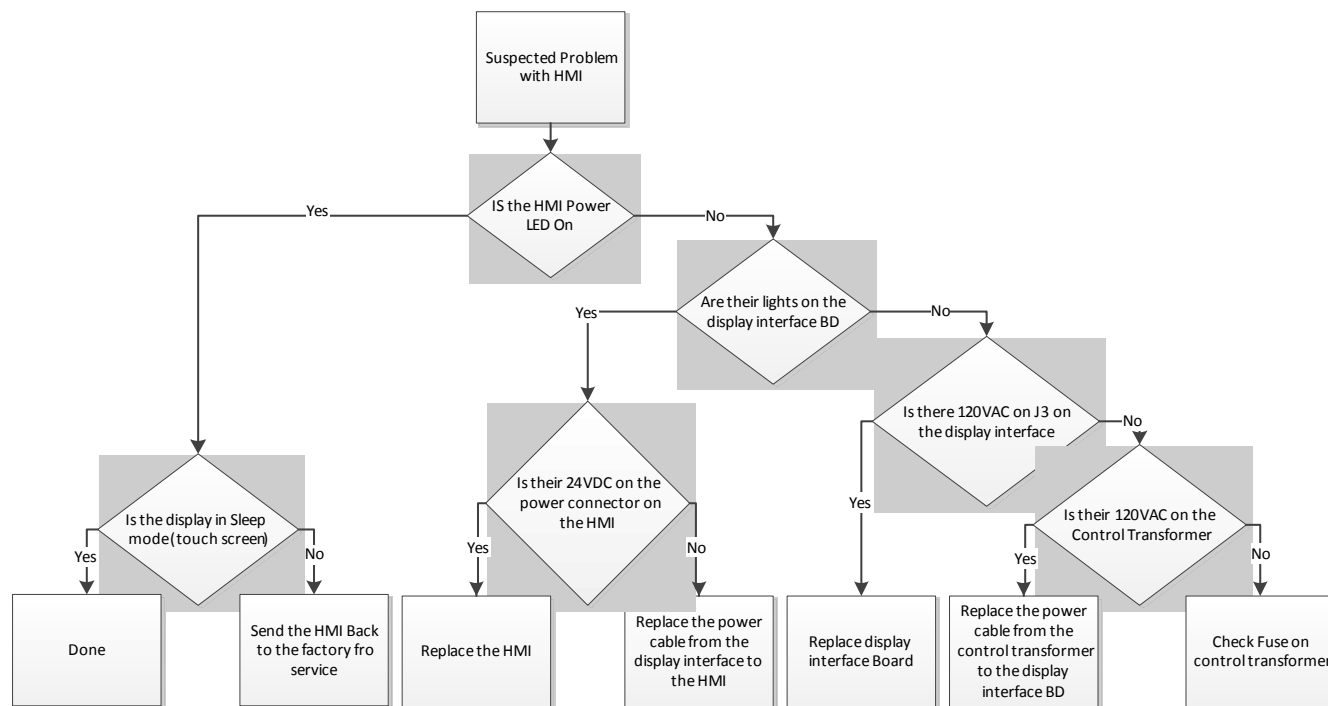 Suspected Problem
with HMI
IS the HMI Power
LED On
Yes
No
Are their lights on the
display interface BD
Yes
No
Is there 120VAC on J3 on
the display interface
No
Is their 24VDC on the
power connector on
the HMI
Yes
Is the display in Sleep
mode(touch screen)
Is their 120VAC on the
Control Transformer
Yes
No
Yes
No
Yes
No
Done
Send the HMI Back
to the factory fro
service
Replace the HMI
Replace the power
cable from the
display interface to
the HMI
Replace display
interface Board
Replace the power
cable from the
control transformer
to the display
interface BD
Check Fuse on
control transformer